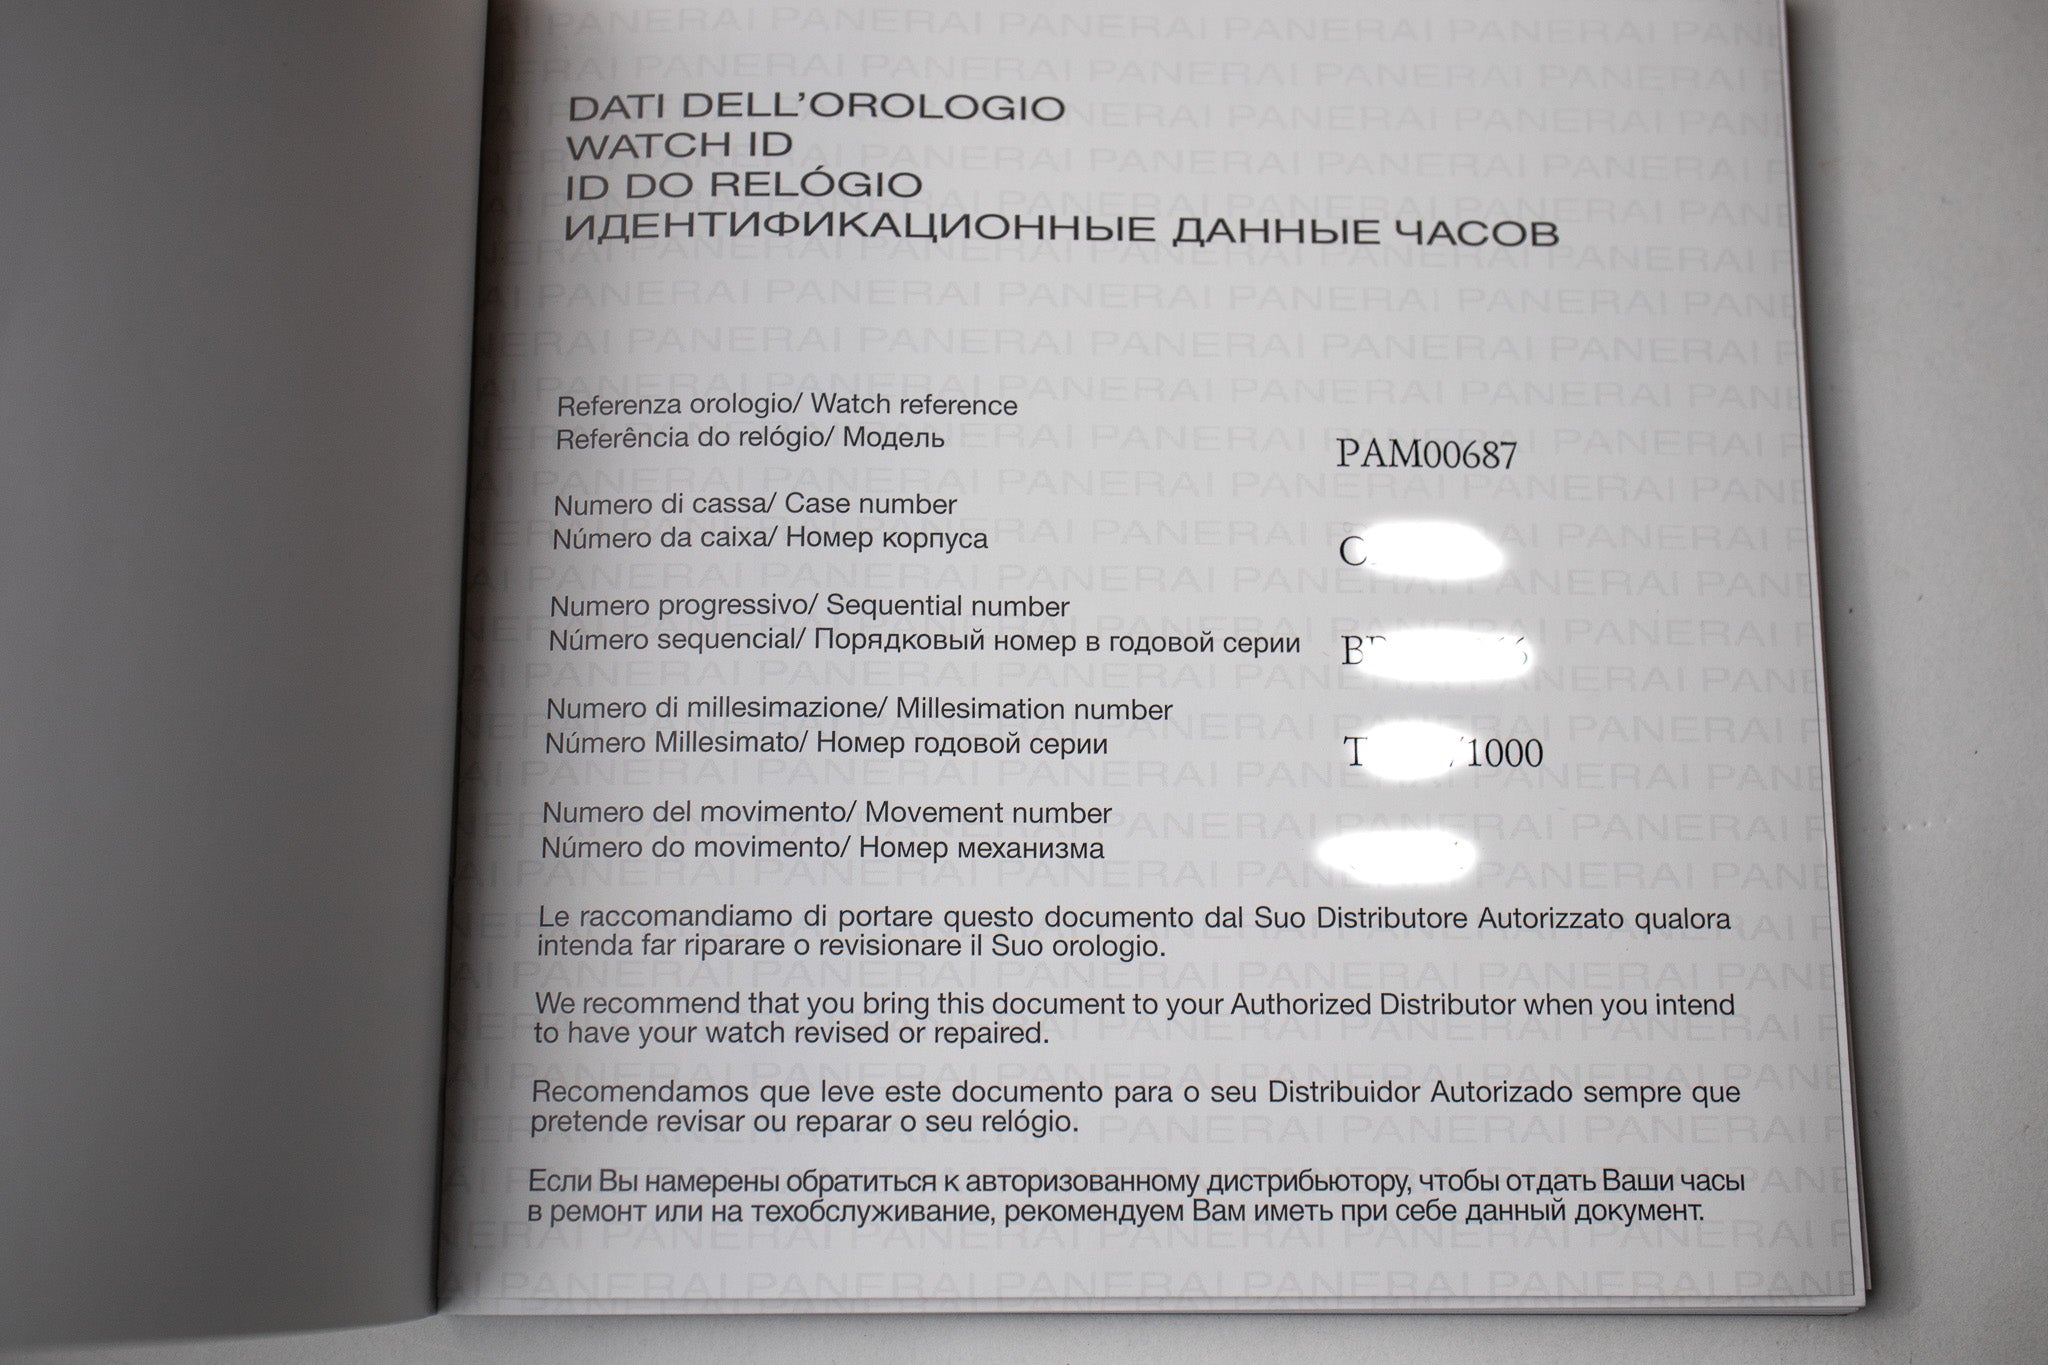 DATI DELL'OROLOGIO
WATCH ID
ID DO RELÓGIO
ИДЕНТИФИКАЦИОННЫЕ ДАННЫЕ ЧАСОВ
Referenza orologio/ Watch reference
Referência do relógio/ Модель
PAM00687
Numero di cassa/ Case number
Número da caixa/ Номер корпуса
Numero progressivo/ Sequential number
Número sequencial/ Порядковый номер в годовой серии
Numero di millesimazione/ Millesimation number
Número Millesimato/ Номер годовой серии
T /1000
Numero del movimento/ Movement number
Número do movimento/ Номер механизма
Le raccomandiamo di portare questo documento dal Suo Distributore Autorizzato qualora
intenda far riparare o revisionare il Suo orologio.
We recommend that you bring this document to your Authorized Distributor when you intend
to have your watch revised or repaired.
Recomendamos que leve este documento para o seu Distribuidor Autorizado sempre que
pretende revisar ou reparar o seu relógio.
Если Вы намерены обратиться к авторизованному дистрибьютору, чтобы отдать Ваши часы
в ремонт или на техобслуживание, рекомендуем Вам иметь при себе данный документ.